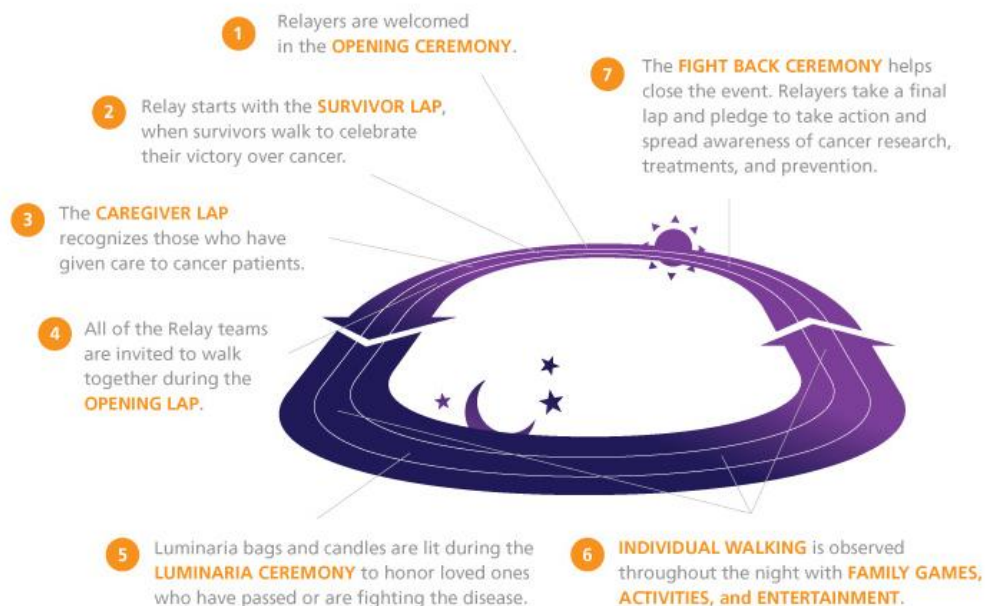 1
Relayers are welcomed
in the OPENING CEREMONY.
2
Relay starts with the SURVIVOR LAP,
when survivors walk to celebrate
their victory over cancer.
3
The CAREGIVER LAP
recognizes those who have
given care to cancer patients.
4
All of the Relay teams
are invited to walk
together during the
OPENING LAP.
5
Luminaria bags and candles are lit during the
LUMINARIA CEREMONY to honor loved ones
who have passed or are fighting the disease.
6
INDIVIDUAL WALKING is observed
throughout the night with FAMILY GAMES,
ACTIVITIES, and ENTERTAINMENT.
7
The FIGHT BACK CEREMONY helps
close the event. Relayers take a final
lap and pledge to take action and
spread awareness of cancer research,
treatments, and prevention.